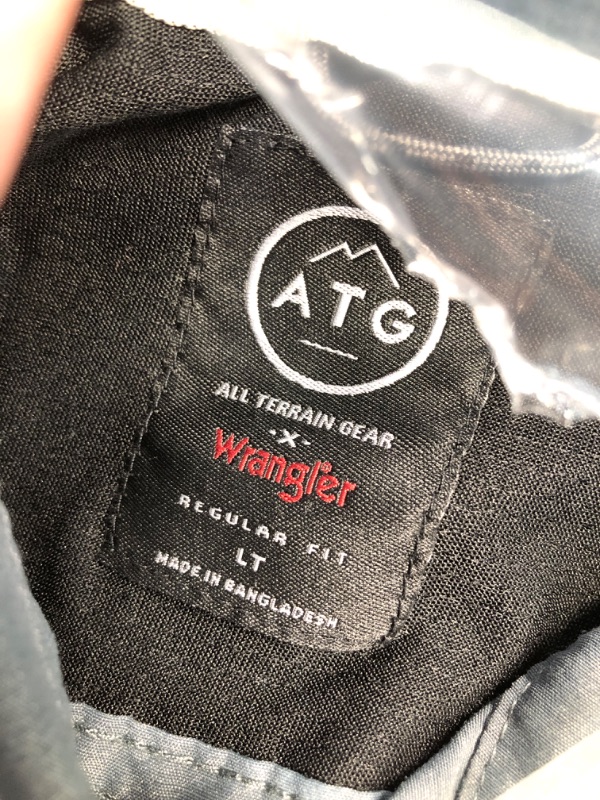 ATG
ALL TERRAIN GEAR
-X-
Wrangler®
REGULAR FIT
LT
MADE IN BANGLADESH